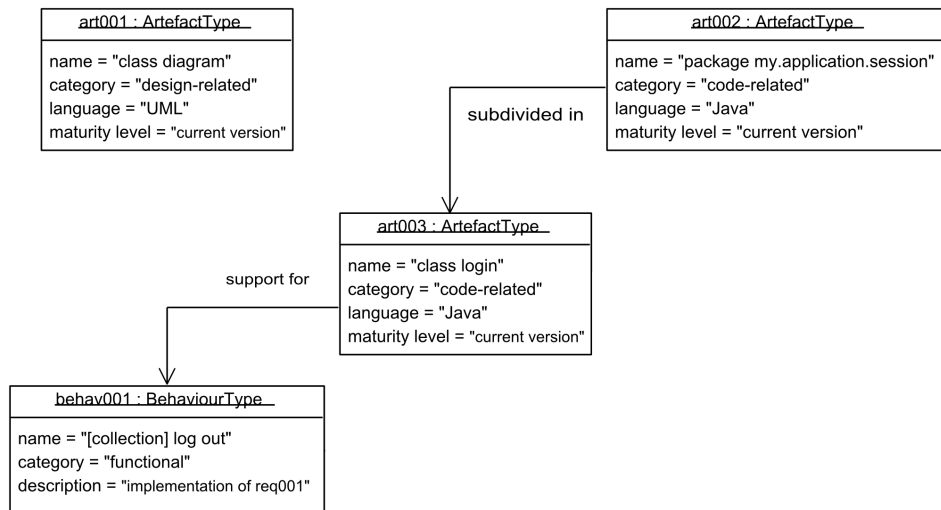 art001 : ArtefactType
name = "class diagram"
category = "design-related"
language = "UML"
maturity level = "current version"
art002 : ArtefactType
name = "package my.application.session"
category = "code-related"
language = "Java"
maturity level = "current version"
subdivided in
art003 : ArtefactType
name = "class login"
category = "code-related"
language = "Java"
maturity level = "current version"
support for
behav001 : BehaviourType
name = "[collection] log out"
category = "functional"
description = "implementation of req001"